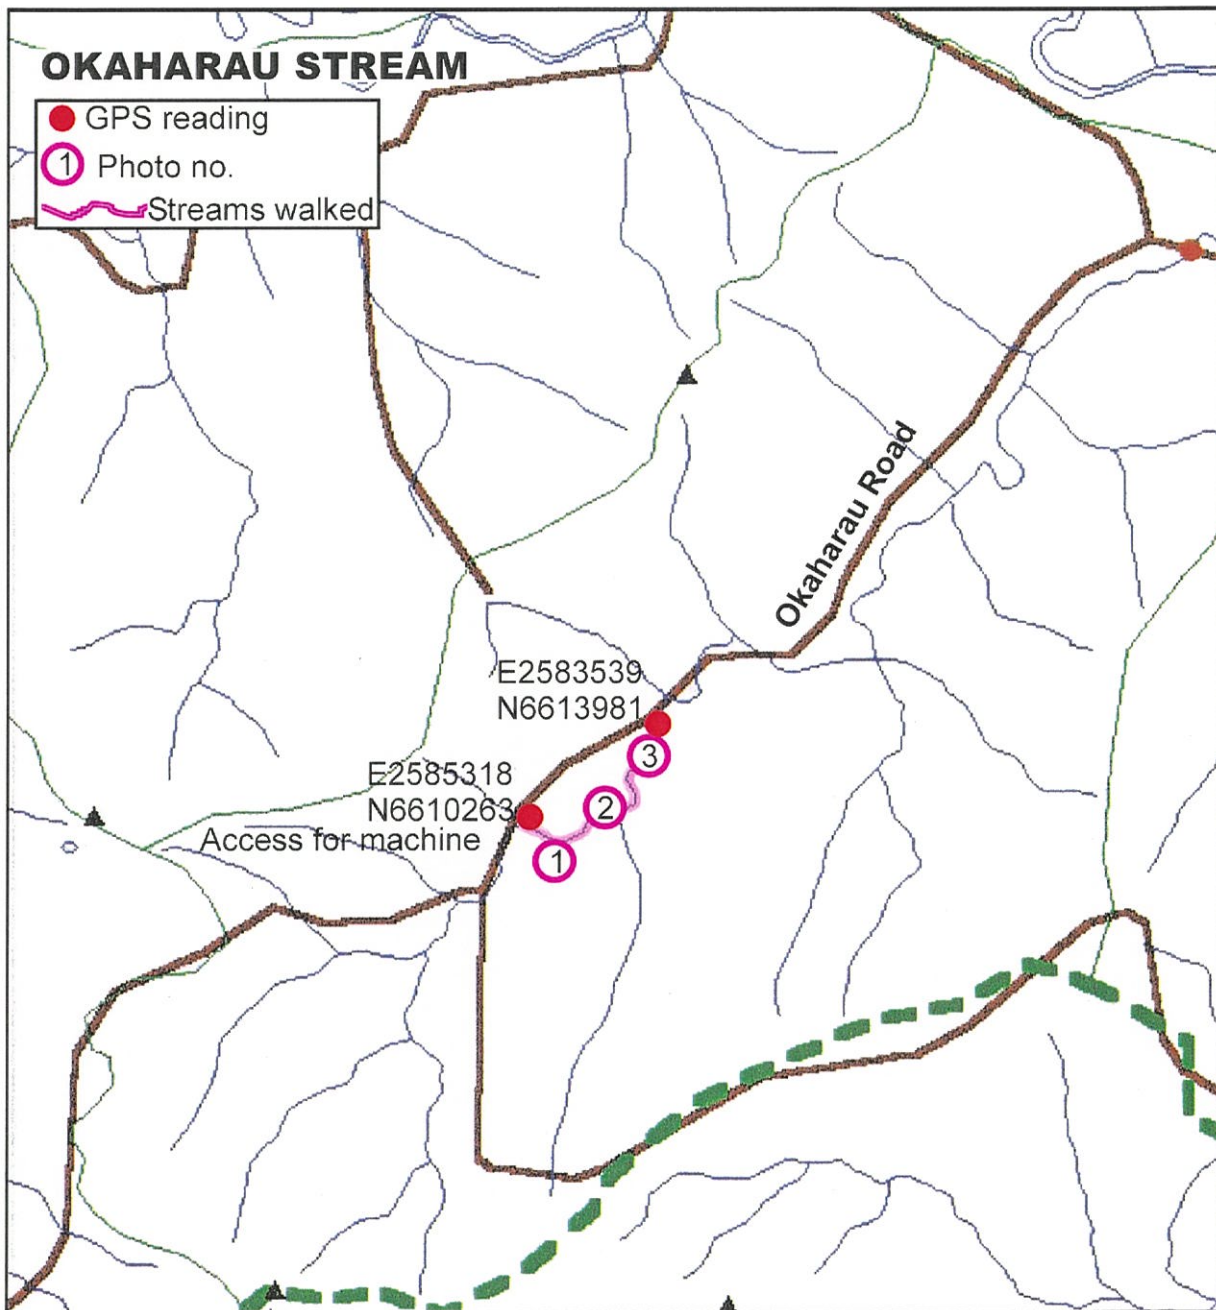 OKAHARAU STREAM
GPS reading
1 Photo no.
Streams walked
Okaharau Road
E2583539
N6613981
3
E2585318
N6610263
2
Access for machine
1